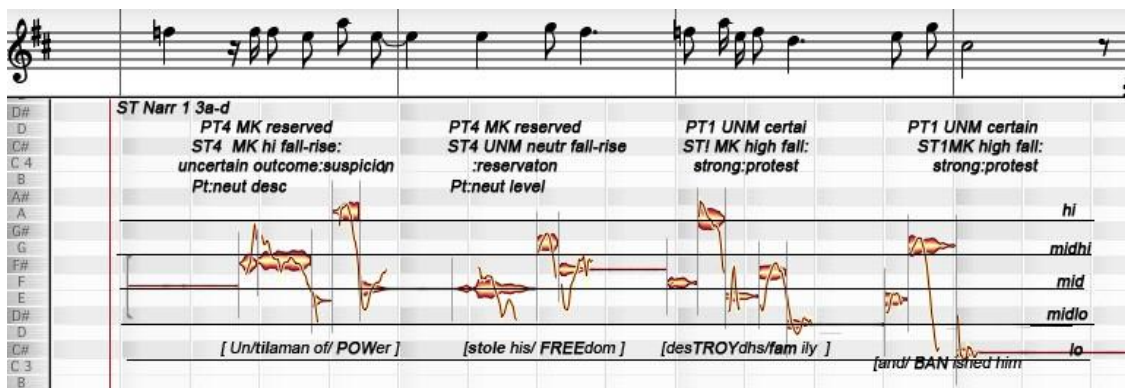 ST Narr 1 3a-d
PT4 MK reserved
ST4 MK hi fall-rise:
uncertain outcome:suspicion
Pt:neut desc
PT4 MK reserved
ST4 UNM neutr fall-rise
:reservaton
Pt:neut level
PT1 UNM certai
ST! MK high fall:
strong:protest
PT1 UNM certain
ST1MK high fall:
strong:protest
D#
D
C#
C 4
B
A#
A
G#
G
F#
F
E
D#
D
C#
C 3
B
hi
midhi
mid
midlo
lo
[ Un/tilaman of/ POWer ]
[stole his/ FREEdom ]
[desTROYdhs/fam ily ]
[and/ BAN ished him